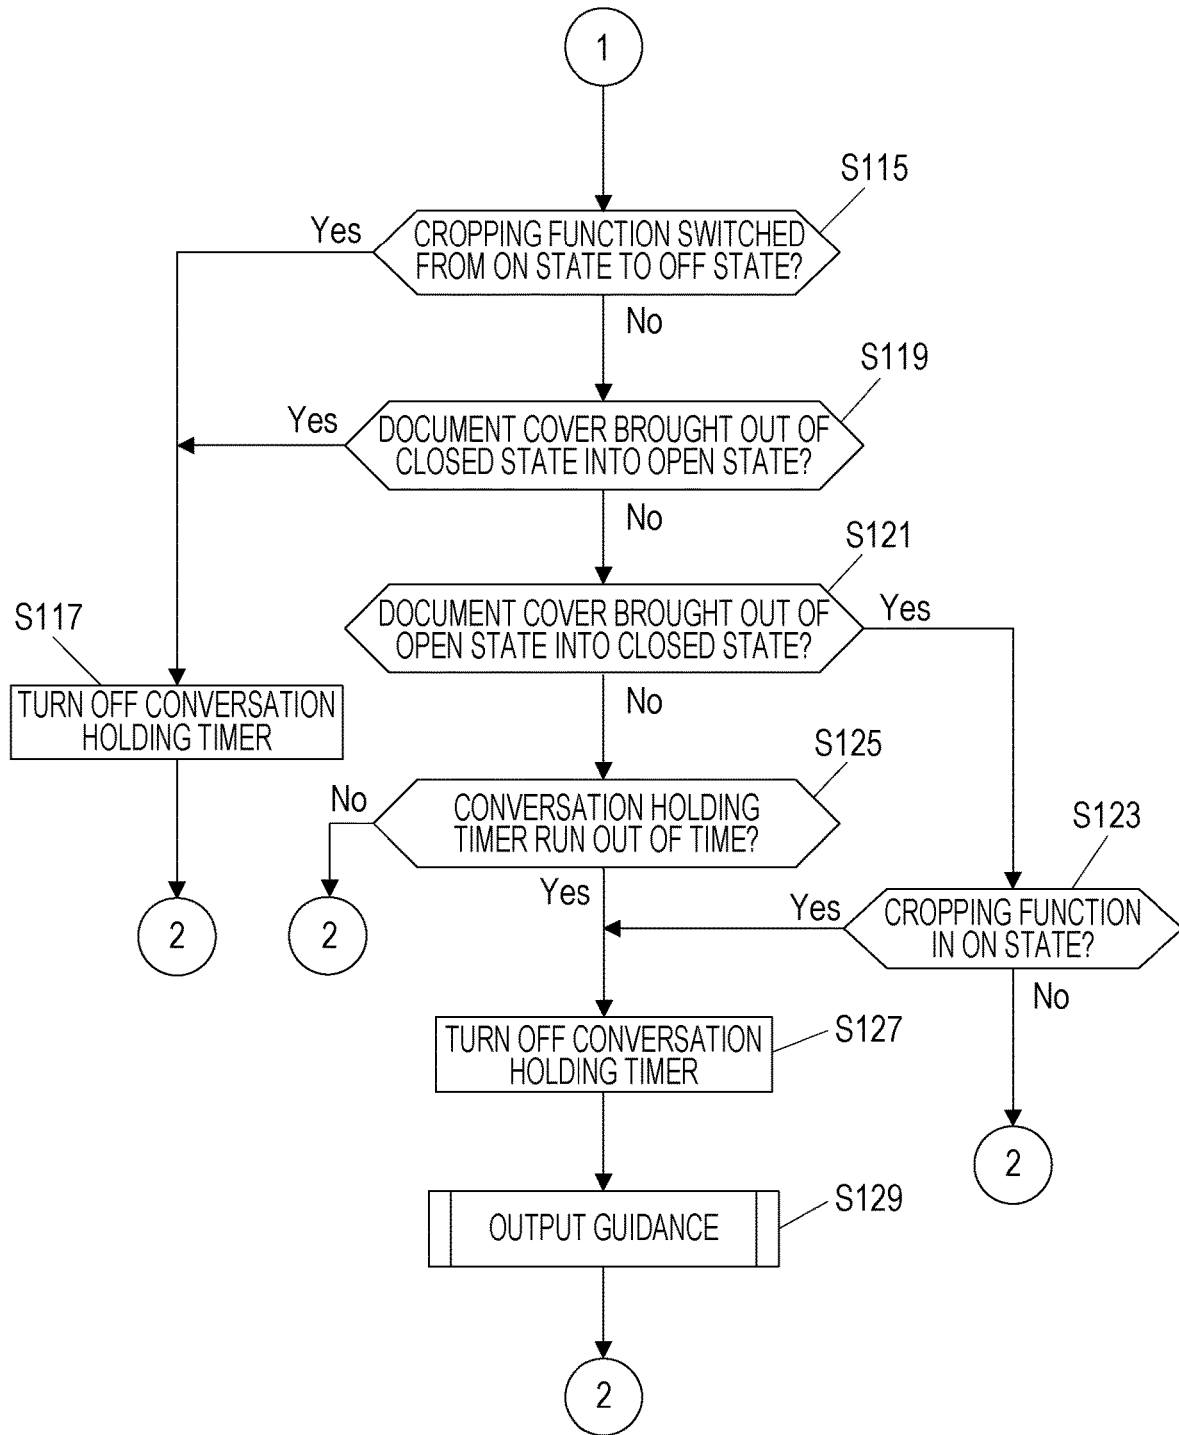 1
S115
Yes
CROPPING FUNCTION SWITCHED
FROM ON STATE TO OFF STATE?
No
S119
Yes
DOCUMENT COVER BROUGHT OUT OF
CLOSED STATE INTO OPEN STATE?
No
S121
DOCUMENT COVER BROUGHT OUT OF
OPEN STATE INTO CLOSED STATE?
Yes
S117
TURN OFF CONVERSATION
HOLDING TIMER
No
S125
No
CONVERSATION HOLDING
TIMER RUN OUT OF TIME?
S123
Yes
Yes
CROPPING FUNCTION
IN ON STATE?
2
2
No
S127
TURN OFF CONVERSATION
HOLDING TIMER
2
S129
OUTPUT GUIDANCE
2